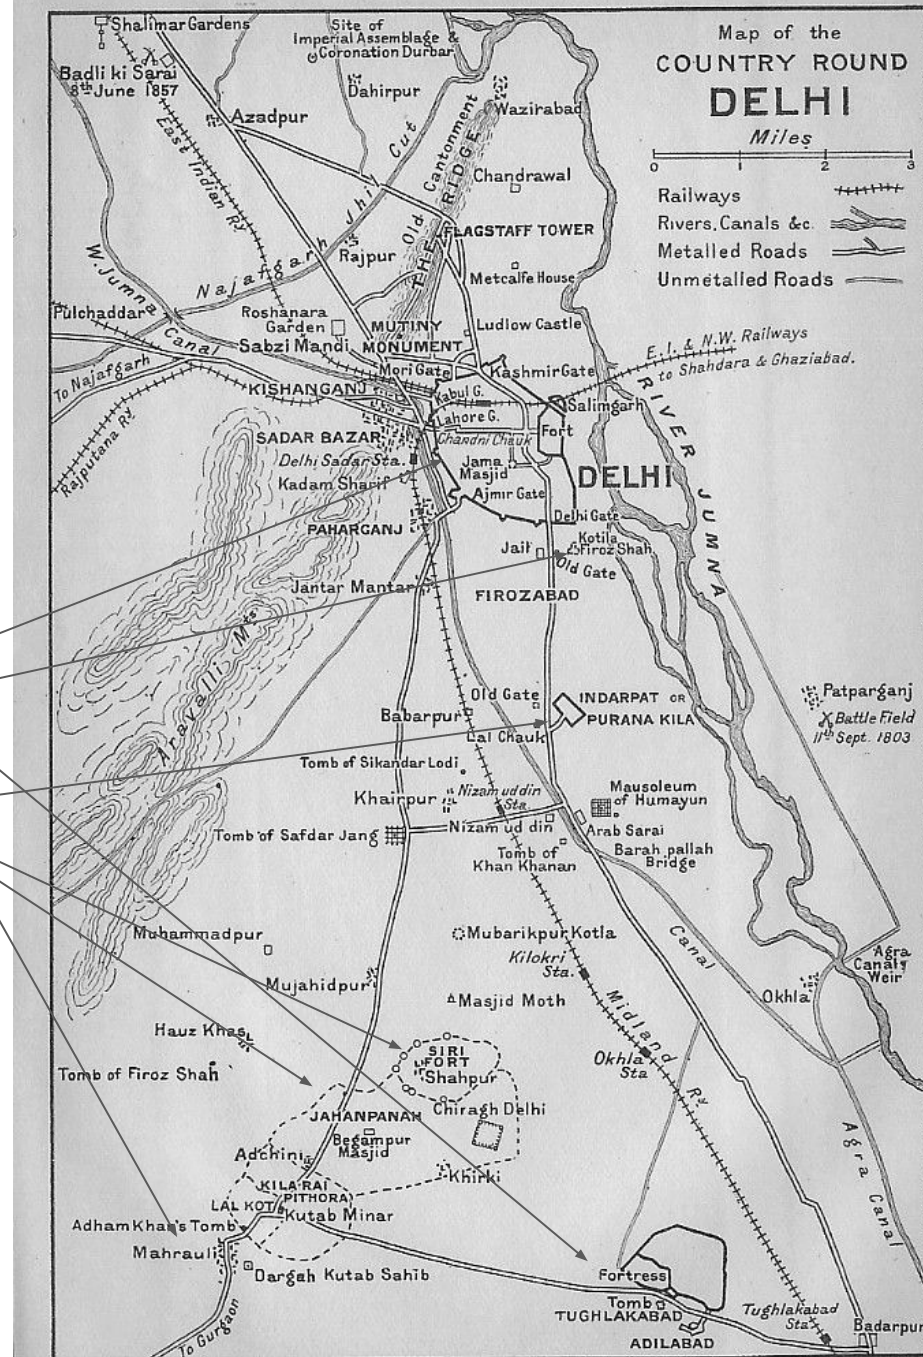 Map of the
COUNTRY ROUND
DELHI
Miles
0 1 2 3
Railways
Rivers, Canals &c.
Metalled Roads
Unmetalled Roads
Shalimar Gardens
Site of
Imperial Assemblage &
Coronation Durbar
Badli ki Sarai
8th June 1857
Dahirpur
Azadpur
Wazirabad
East Indian Ry
Old Cantonment
THE RIDGE
Chandrawal
Najafgarh Jhil Cut
Rajpur
FLAGSTAFF TOWER
Metcalfe House
W. Jumna Canal
Pulchaddar
Roshanara
Garden
Sabzi Mandi
MUTINY
MONUMENT
Ludlow Castle
E. I. & N.W. Railways
to Shahdara & Ghaziabad.
To Najafgarh
Mori Gate
Kashmir Gate
KISHANGANJ
Kabul G.
Salimgarh
Lahore G.
Fort
RIVER JUMNA
Rajputana Ry
SADAR BAZAR
Chandni Chauk
Delhi Sadar Sta.
Jama
Masjid
DELHI
Kadam Sharif
Ajmir Gate
PAHARGANJ
Delhi Gate
Jail
Kotila
Firoz Shah
Old Gate
Jantar Mantar
FIROZABAD
Aravalli Mts.
Old Gate
INDARPAT OR
PURANA KILA
Patparganj
Battle Field
11th Sept. 1803
Babarpur
Lal Chauk
Tomb of Sikandar Lodi
Khairpur
Nizamuddin
Sta
Mausoleum
of Humayun
Tomb of Safdar Jang
Nizam ud din
Arab Sarai
Tomb of
Khan Khanan
Barah pallah
Bridge
Muhammadpur
Mubarikpur Kotla
Canal
Kilokri
Sta.
Agra
Canal
Weir
Mujahidpur
Masjid Moth
Okhla
Hauz Khas
Midland Ry
SIRI
FORT
Shahpur
Okhla
Sta
Tomb of Firoz Shah
JAHANPANAH
Chiragh Delhi
Begampur
Masjid
Agra Canal
Adchini
Khirki
KILA RAI
PITHORA
LAL KOT
Kutab Minar
Adham Khan's Tomb
Mahrauli
Dargah Kutab Sahib
Fortress
Tomb
TUGHLAKABAD
Tughlakabad
Sta
Badarpur
ADILABAD
To Gurgaon